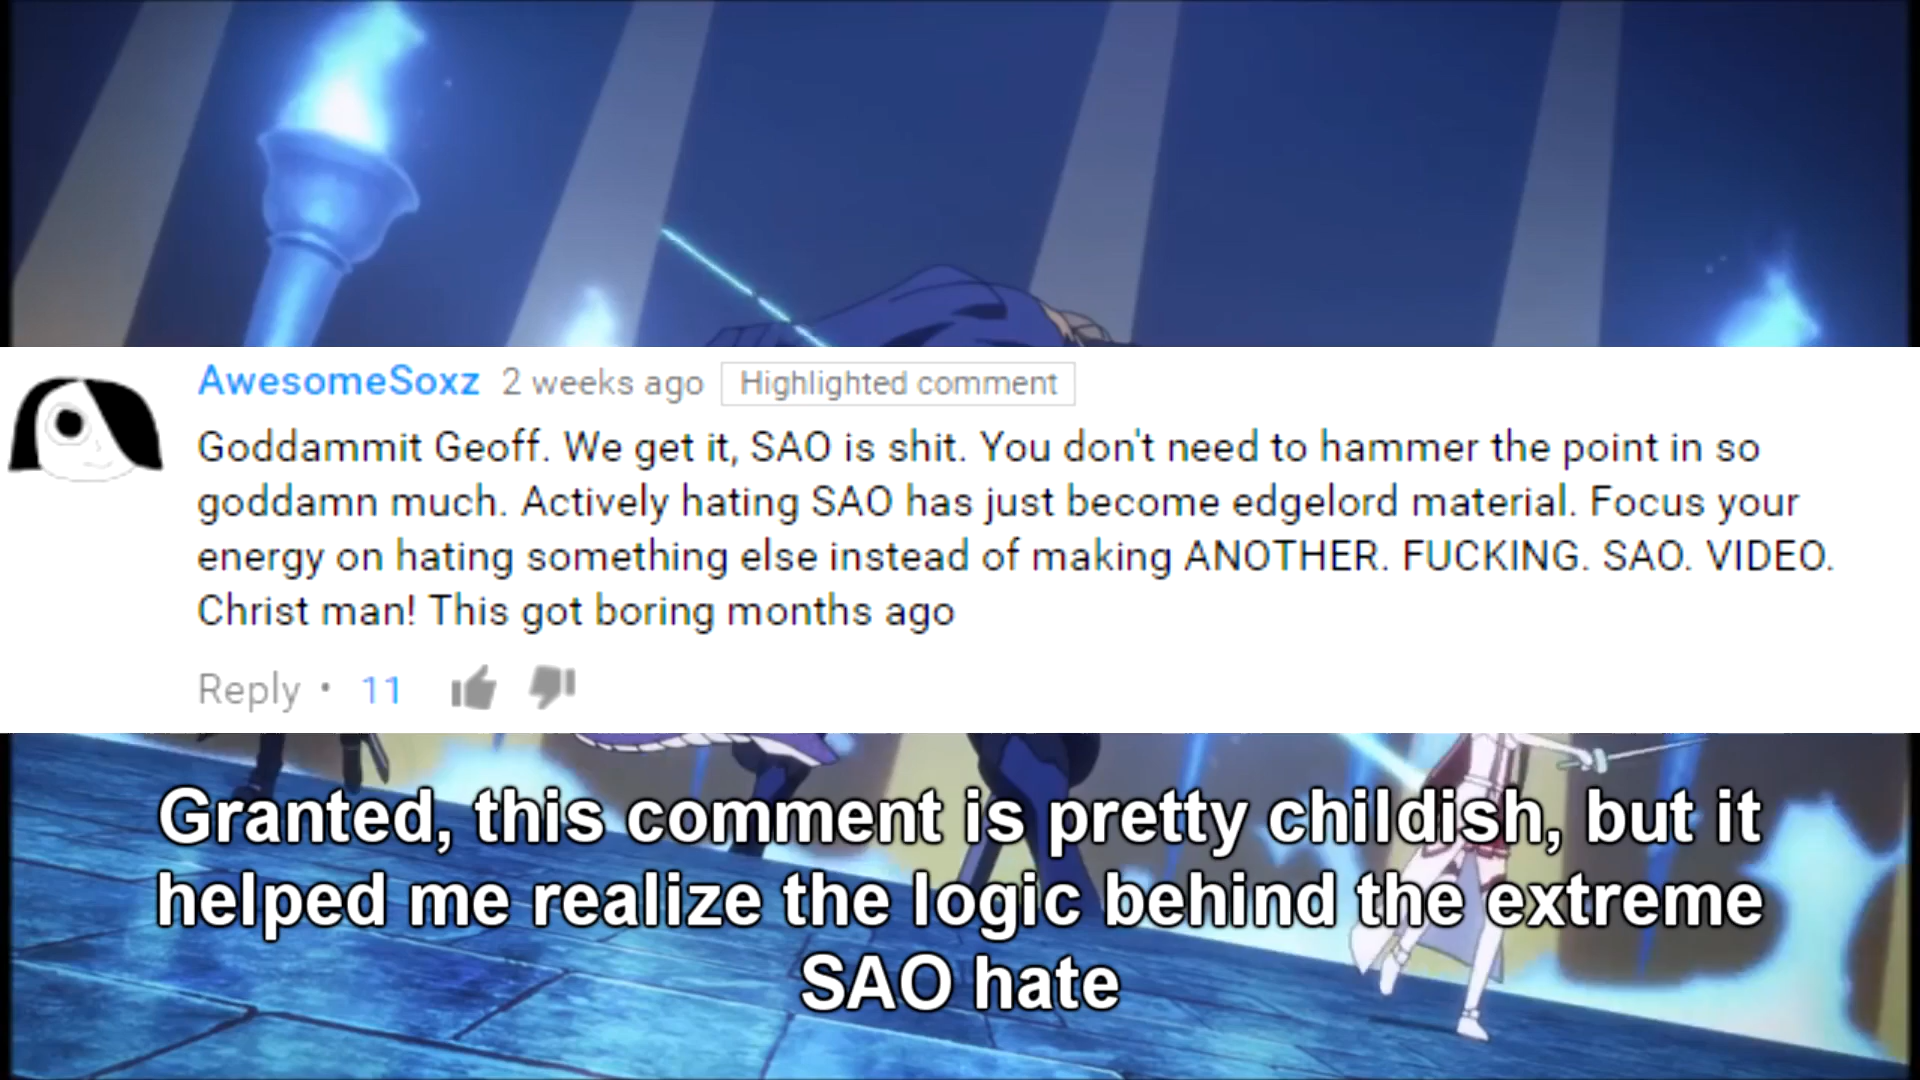 AwesomeSoxz 2 weeks ago Highlighted comment
Goddammit Geoff. We get it, SAO is shit. You don't need to hammer the point in so
goddamn much. Actively hating SAO has just become edgelord material. Focus your
energy on hating something else instead of making ANOTHER. FUCKING. SAO. VIDEO.
Christ man! This got boring months ago
Reply • 11
Granted, this comment is pretty childish, but it
helped me realize the logic behind the extreme
SAO hate